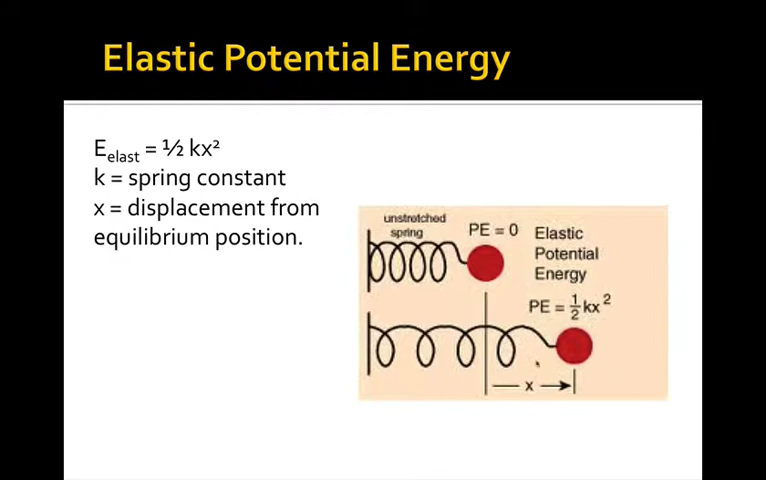 Elastic Potential Energy
E_elast = ½ kx²
k = spring constant
x = displacement from
equilibrium position.
unstretched
spring
PE = 0
Elastic
Potential
Energy
PE = ½kx²
x